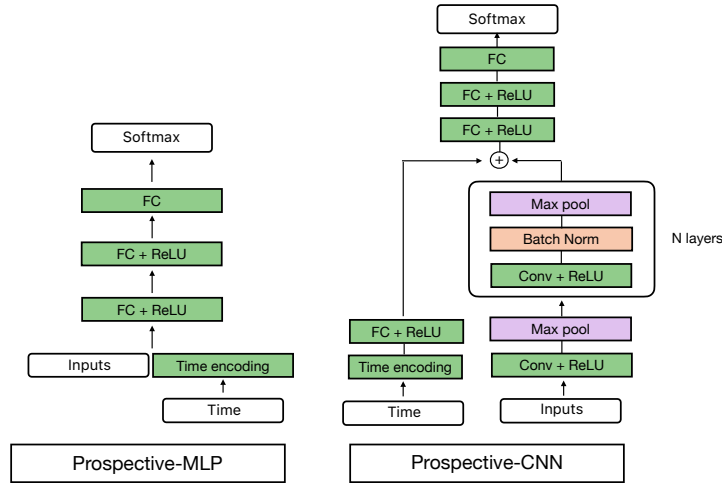 Softmax
FC
FC + ReLU
FC + ReLU
Inputs
Time encoding
Time
Prospective-MLP
Softmax
FC
FC + ReLU
FC + ReLU
+
Max pool
Batch Norm
Conv + ReLU
N layers
FC + ReLU
Time encoding
Time
Max pool
Conv + ReLU
Inputs
Prospective-CNN